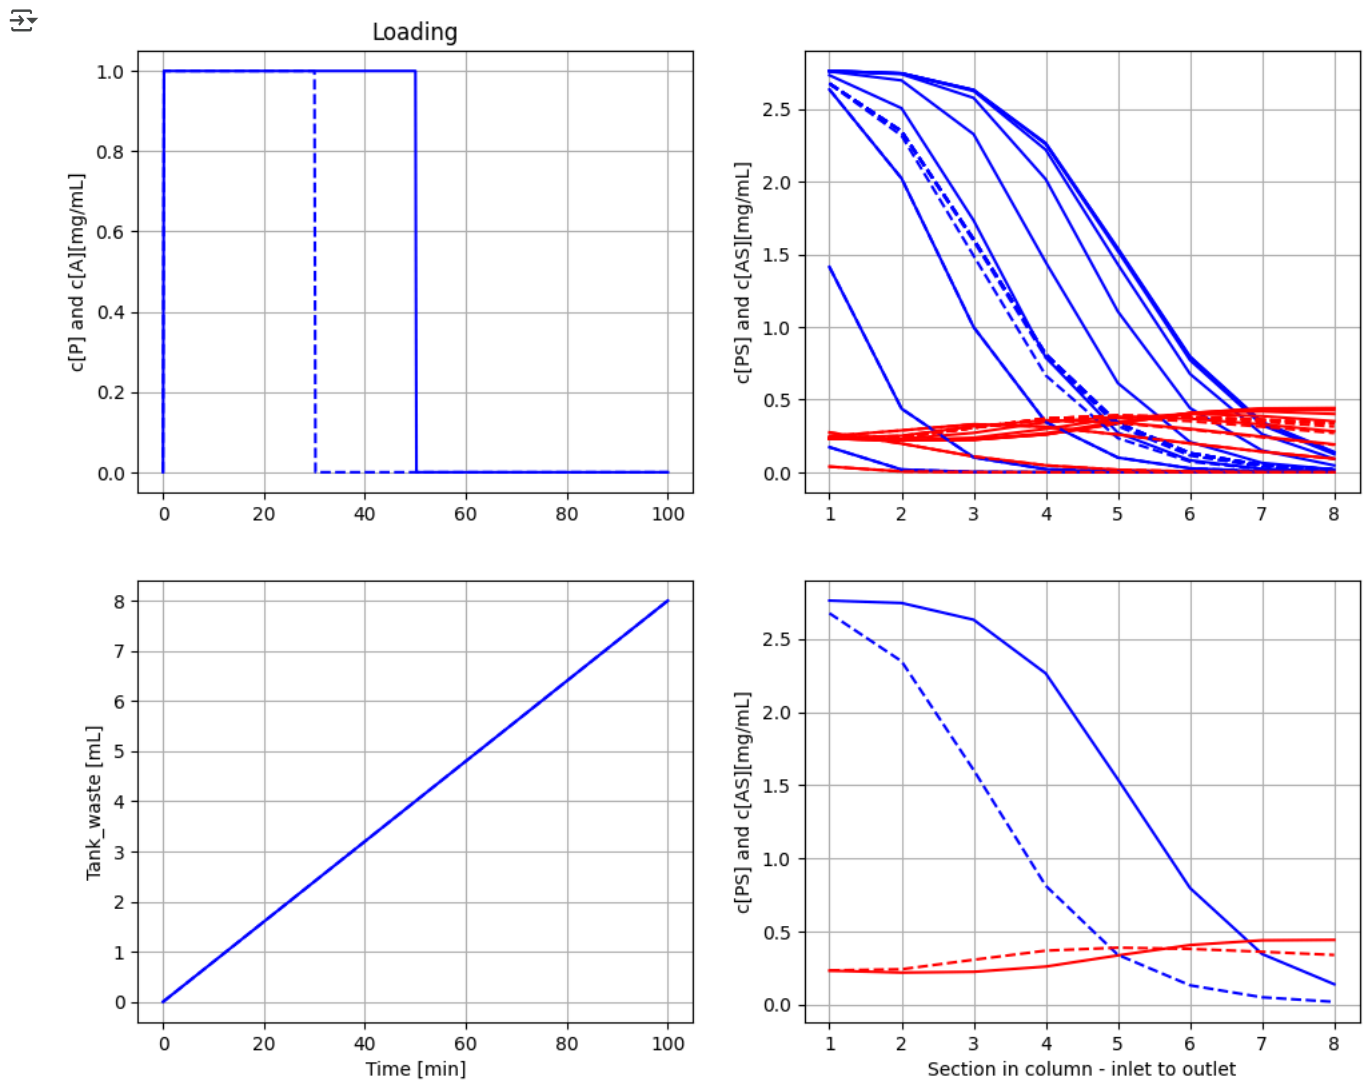 Loading
c[P] and c[A][mg/mL]
1.0
0.8
0.6
0.4
0.2
0.0
0 20 40 60 80 100
c[PS] and c[AS][mg/mL]
2.5
2.0
1.5
1.0
0.5
0.0
1 2 3 4 5 6 7 8
Tank_waste [mL]
8
7
6
5
4
3
2
1
0
0 20 40 60 80 100
Time [min]
c[PS] and c[AS][mg/mL]
2.5
2.0
1.5
1.0
0.5
0.0
1 2 3 4 5 6 7 8
Section in column - inlet to outlet